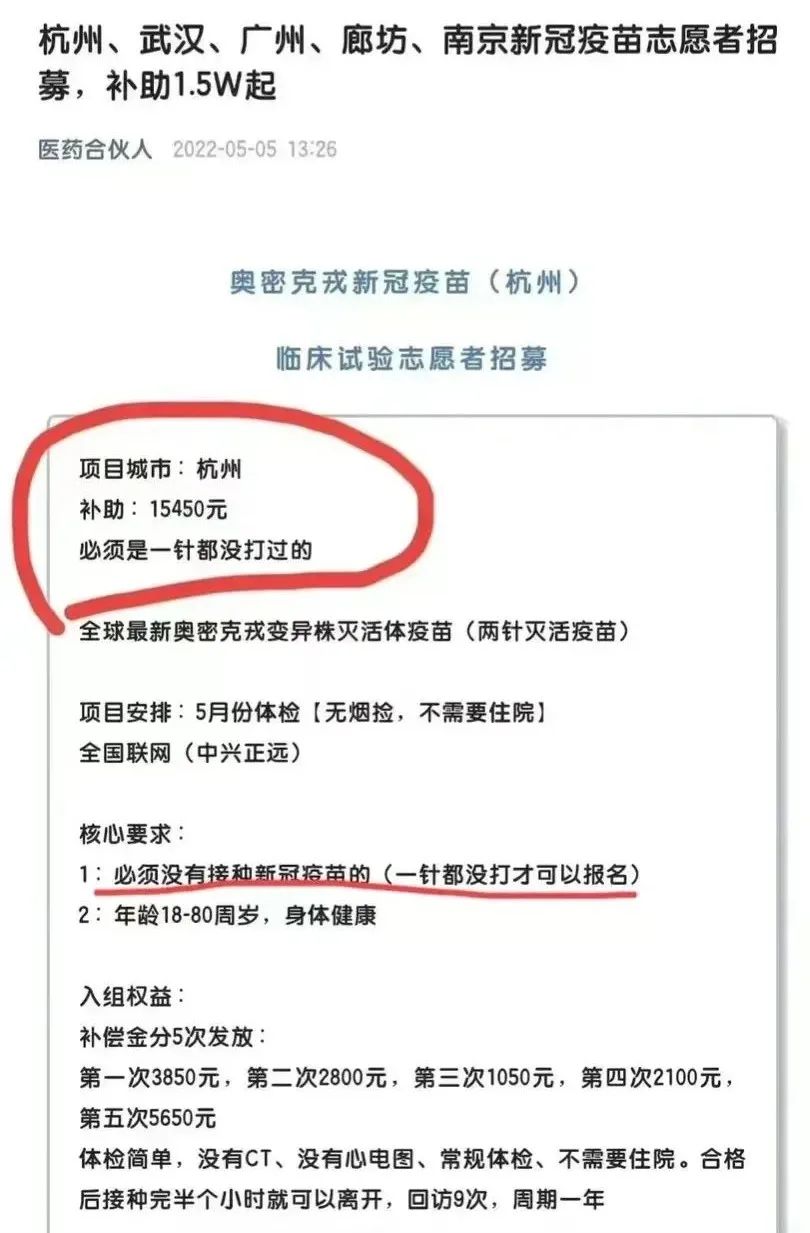 杭州、武汉、广州、廊坊、南京新冠疫苗志愿者招
募，补助1.5W起
医药合伙人 2022-05-05 13:26
奥密克戎新冠疫苗（杭州）
临床试验志愿者招募
项目城市：杭州
补助：15450元
必须是一针都没打过的
全球最新奥密克戎变异株灭活体疫苗（两针灭活疫苗）
项目安排：5月份体检【无烟捡，不需要住院】
全国联网（中兴正远）
核心要求：
1：必须没有接种新冠疫苗的（一针都没打才可以报名）
2：年龄18-80周岁，身体健康
入组权益：
补偿金分5次发放：
第一次3850元，第二次2800元，第三次1050元，第四次2100元，
第五次5650元
体检简单，没有CT、没有心电图、常规体检、不需要住院。合格
后接种完半个小时就可以离开，回访9次，周期一年